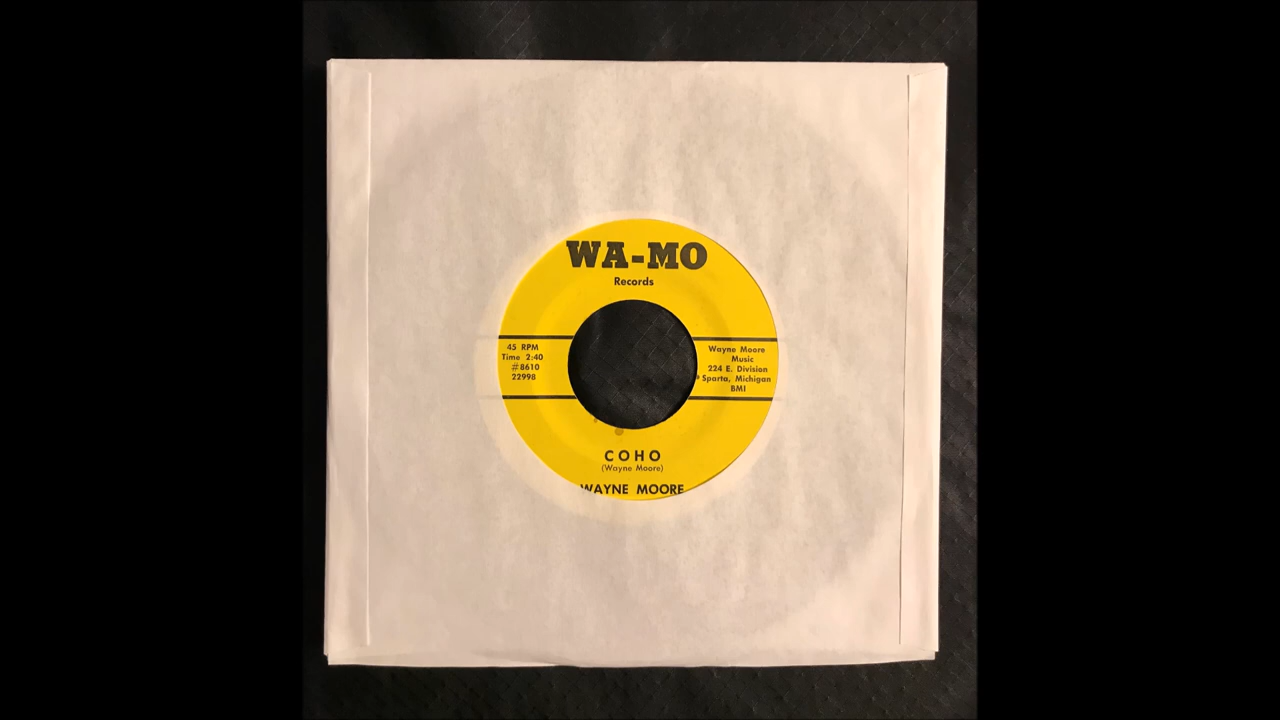 WA-MO
Records
45 RPM
Time 2:40
#8610
22998
Wayne Moore
Music
224 E. Division
Sparta, Michigan
BMI
COHO
(Wayne Moore)
WAYNE MOORE